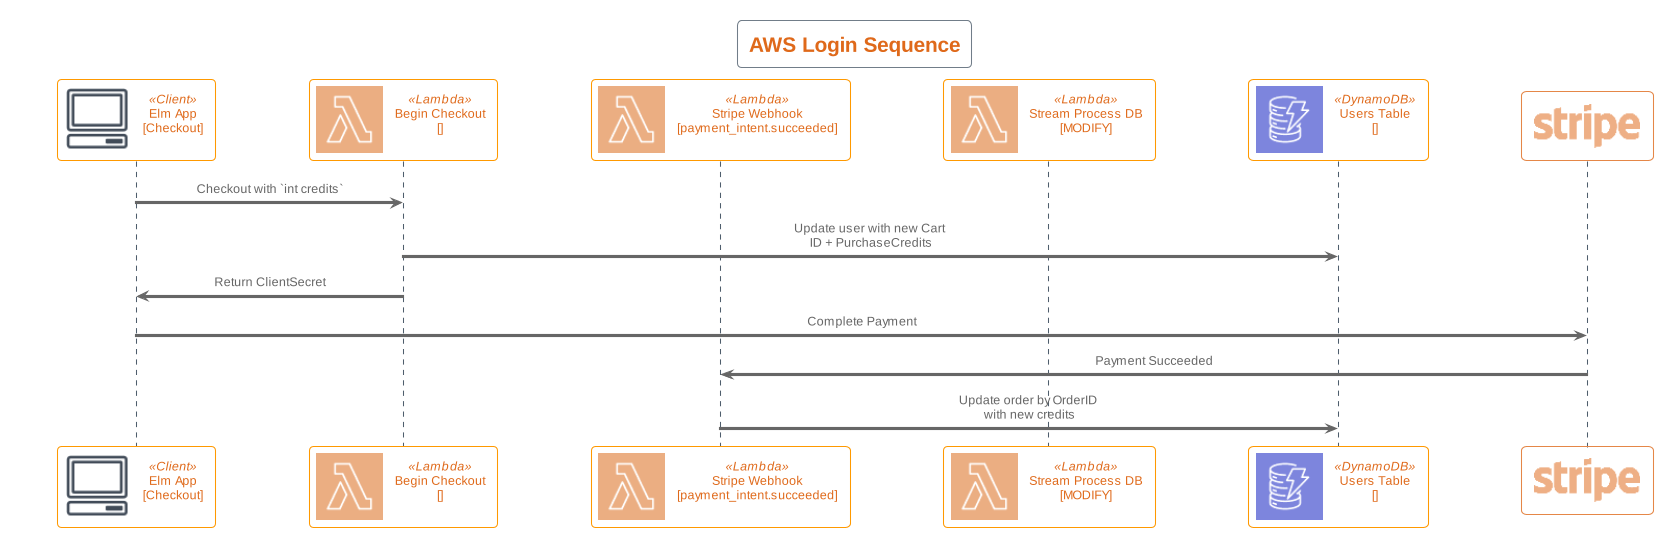 AWS Login Sequence
«Client»
Elm App
[Checkout]
«Lambda»
Begin Checkout
[]
«Lambda»
Stripe Webhook
[payment_intent.succeeded]
«Lambda»
Stream Process DB
[MODIFY]
«DynamoDB»
Users Table
[]
stripe
Checkout with `int credits`
Update user with new Cart
ID + PurchaseCredits
Return ClientSecret
Complete Payment
Payment Succeeded
Update order by OrderID
with new credits
«Client»
Elm App
[Checkout]
«Lambda»
Begin Checkout
[]
«Lambda»
Stripe Webhook
[payment_intent.succeeded]
«Lambda»
Stream Process DB
[MODIFY]
«DynamoDB»
Users Table
[]
stripe